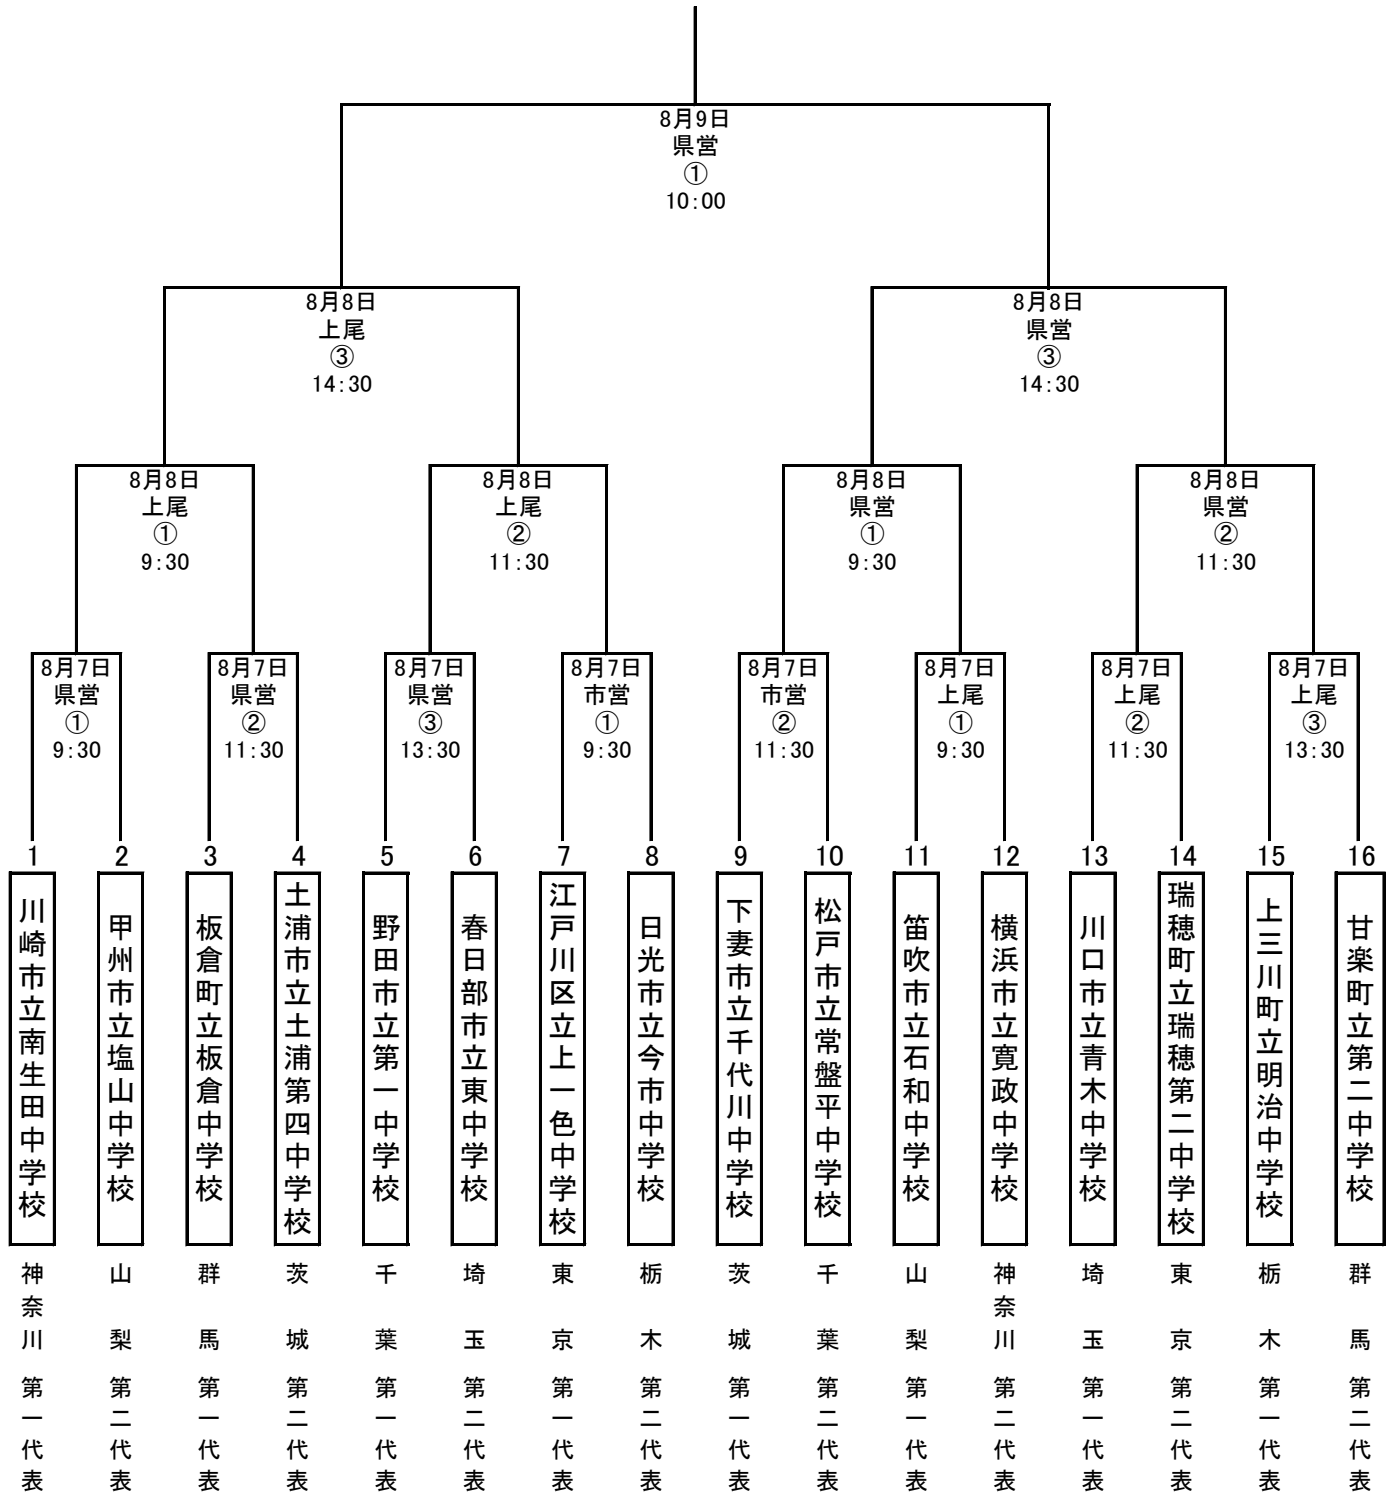 8月9日
県営
①
10:00
8月8日
上尾
③
14:30
8月8日
県営
③
14:30
8月8日
上尾
①
9:30
8月8日
上尾
②
11:30
8月8日
県営
①
9:30
8月8日
県営
②
11:30
8月7日
県営
①
9:30
8月7日
県営
②
11:30
8月7日
県営
③
13:30
8月7日
市営
①
9:30
8月7日
市営
②
11:30
8月7日
上尾
①
9:30
8月7日
上尾
②
11:30
8月7日
上尾
③
13:30
1
川崎市立南生田中学校
神奈川第一代表
2
甲州市立塩山中学校
山梨第二代表
3
板倉町立板倉中学校
群馬第一代表
4
土浦市立土浦第四中学校
茨城第二代表
5
野田市立第一中学校
千葉第一代表
6
春日部市立東中学校
埼玉第二代表
7
江戸川区立上一色中学校
東京第一代表
8
日光市立今市中学校
栃木第二代表
9
下妻市立千代川中学校
茨城第一代表
10
松戸市立常盤平中学校
千葉第二代表
11
笛吹市立石和中学校
山梨第一代表
12
横浜市立寛政中学校
神奈川第二代表
13
川口市立青木中学校
埼玉第一代表
14
瑞穂町立瑞穂第二中学校
東京第二代表
15
上三川町立明治中学校
栃木第一代表
16
甘楽町立第二中学校
群馬第二代表